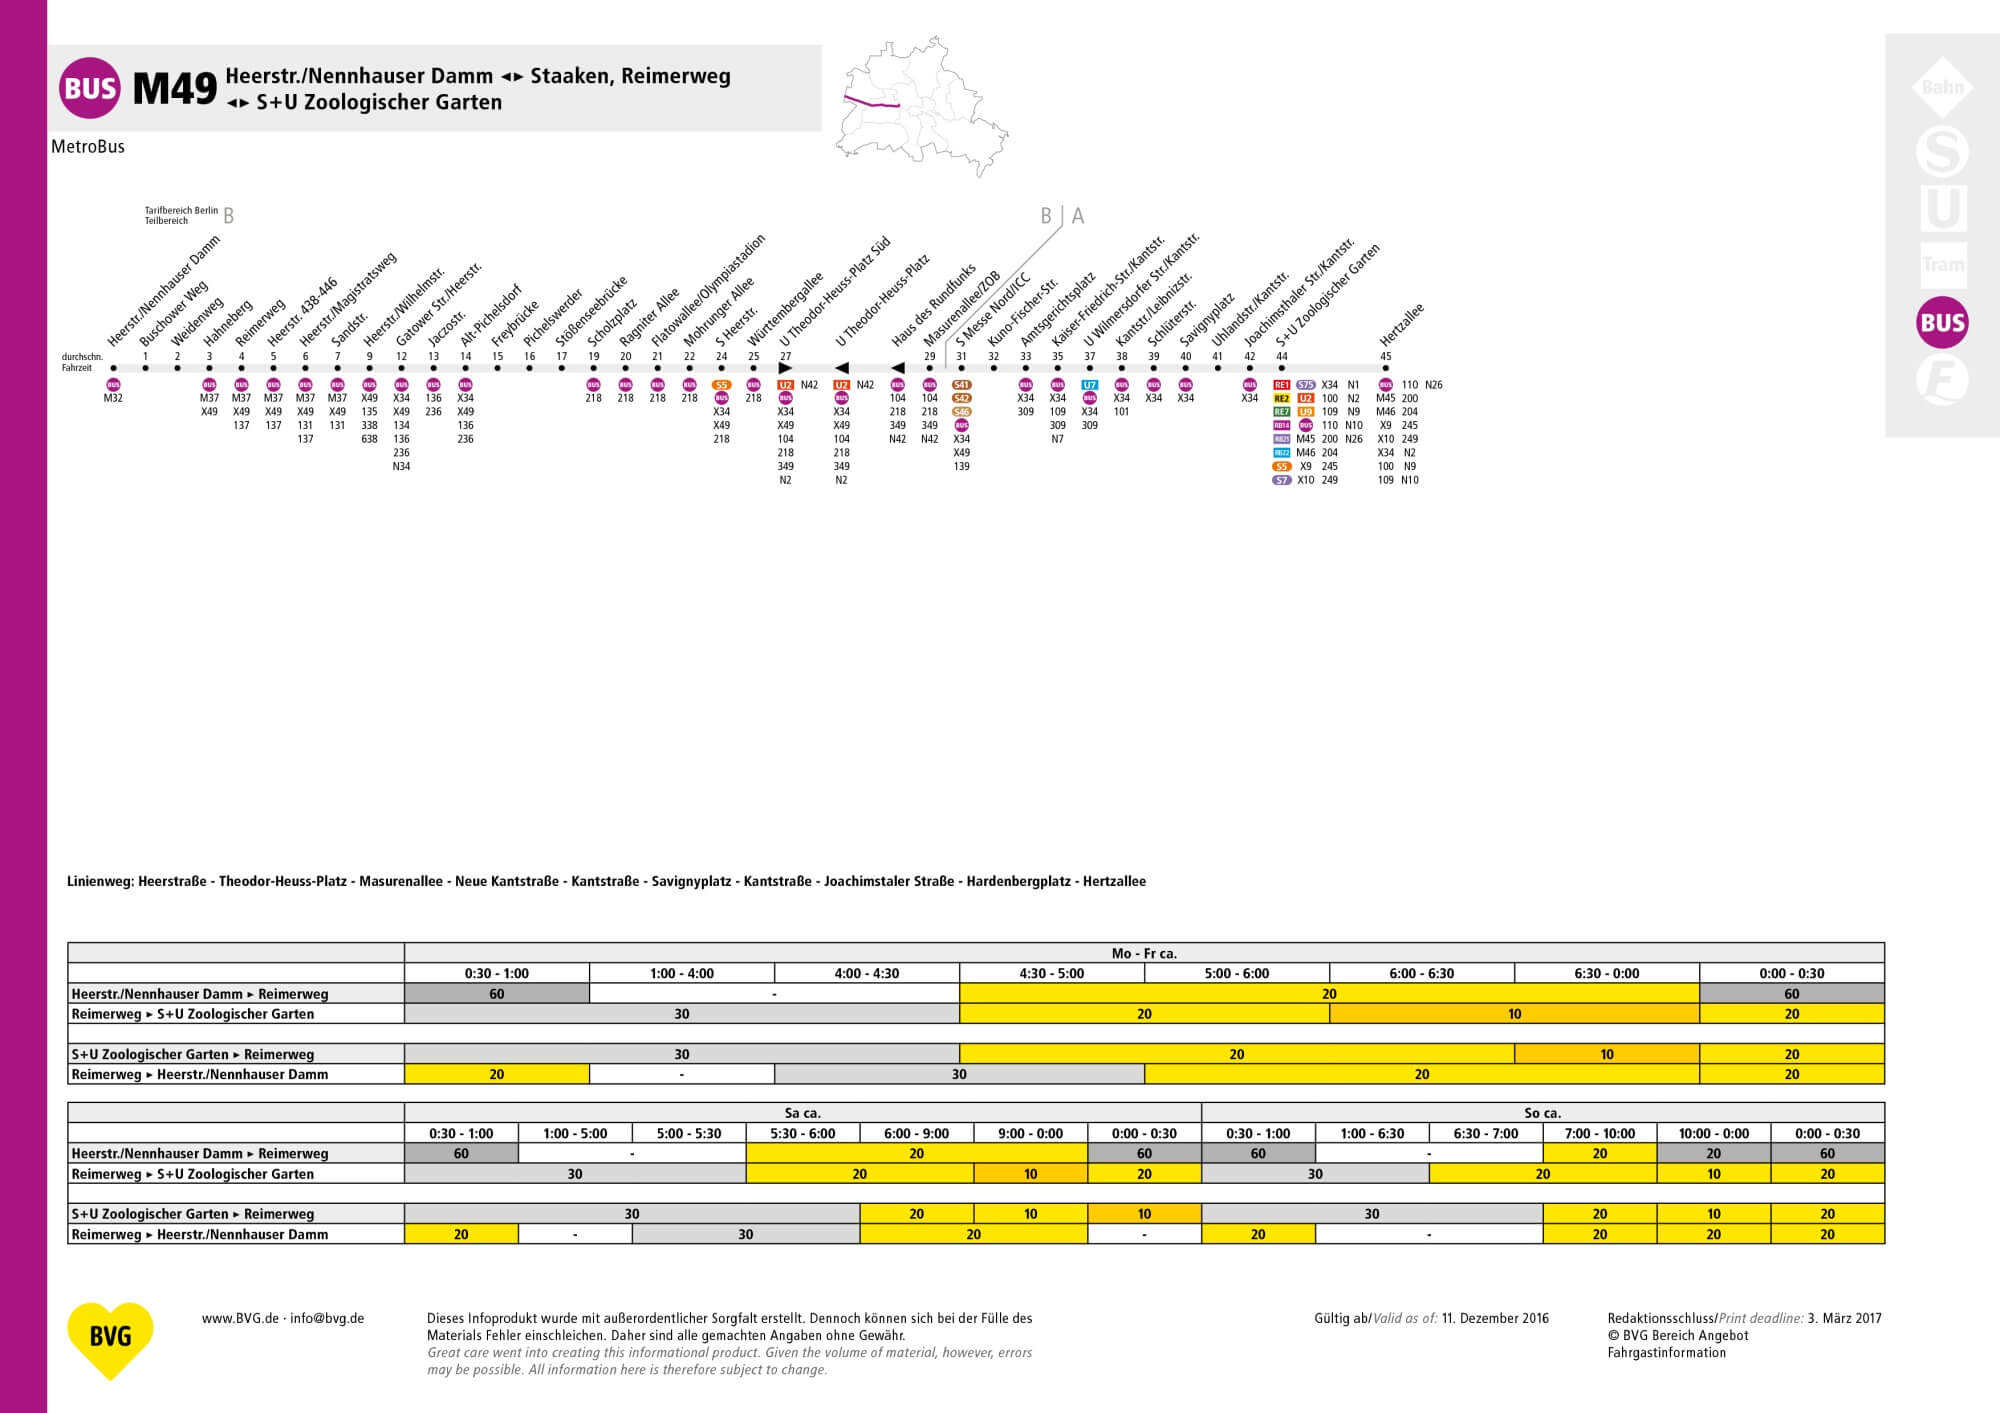 BUS M49 Heerstr./Nennhauser Damm ◄► Staaken, Reimerweg
◄► S+U Zoologischer Garten
MetroBus
Bahn
S
U
Tram
BUS
F
Tarifbereich Berlin
Teilbereich
B
B | A
Heerstr./Nennhauser Damm
Buschower Weg
Weidenweg
Hahneberg
Reimerweg
Heerstr. 438-446
Heerstr./Magistratsweg
Sandstr.
Heerstr./Wilhelmstr.
Gatower Str./Heerstr.
Jaczostr.
Alt-Pichelsdorf
Freybrücke
Pichelswerder
Stößenseebrücke
Scholzplatz
Ragniter Allee
Flatowallee/Olympiastadion
Mohrunger Allee
S Heerstr.
Württembergallee
U Theodor-Heuss-Platz Süd
U Theodor-Heuss-Platz
Haus des Rundfunks
Masurenallee/ZOB
S Messe Nord/ICC
Kuno-Fischer-Str.
Amtsgerichtsplatz
Kaiser-Friedrich-Str./Kantstr.
U Wilmersdorfer Str./Kantstr.
Kantstr./Leibnizstr.
Schlüterstr.
Savignyplatz
Uhlandstr./Kantstr.
Joachimsthaler Str./Kantstr.
S+U Zoologischer Garten
Hertzallee
durchschn. 1 2 3 4 5 6 7 9 12 13 14 15 16 17 19 20 21 22 24 25 27 29 31 32 33 35 37 38 39 40 41 42 44 45
Fahrzeit
BUS BUS BUS BUS BUS BUS BUS BUS BUS BUS BUS BUS BUS BUS S5 BUS U2 N42 U2 N42 BUS BUS S41 BUS BUS U7 BUS BUS BUS BUS RE1 S75 X34 N1 BUS 110 N26
M32 M37 M37 M37 M37 M37 X49 X34 136 X34 218 218 218 218 BUS 218 BUS BUS 104 104 S42 X34 X34 BUS X34 X34 X34 X34 RE2 U2 100 N2 M45 200
X49 X49 X49 X49 X49 135 X49 236 X49 X34 X34 X34 218 218 S46 309 109 X34 101 RE7 U9 109 N9 M46 204
137 137 131 131 338 134 136 X49 X49 X49 349 349 BUS 309 309 RB14 BUS 110 N10 X9 245
137 638 136 236 218 104 104 N42 N42 X34 N7 RB21 M45 200 N26 X10 249
236 218 218 X49 RB22 M46 204 X34 N2
N34 349 349 139 S5 X9 245 100 N9
N2 N2 S7 X10 249 109 N10
Linienweg: Heerstraße - Theodor-Heuss-Platz - Masurenallee - Neue Kantstraße - Kantstraße - Savignyplatz - Kantstraße - Joachimstaler Straße - Hardenbergplatz - Hertzallee
Mo - Fr ca.
0:30 - 1:00 1:00 - 4:00 4:00 - 4:30 4:30 - 5:00 5:00 - 6:00 6:00 - 6:30 6:30 - 0:00 0:00 - 0:30
Heerstr./Nennhauser Damm ► Reimerweg 60 - 20 60
Reimerweg ► S+U Zoologischer Garten 30 20 10 20
S+U Zoologischer Garten ► Reimerweg 30 20 10 20
Reimerweg ► Heerstr./Nennhauser Damm 20 - 30 20 20
Sa ca. So ca.
0:30 - 1:00 1:00 - 5:00 5:00 - 5:30 5:30 - 6:00 6:00 - 9:00 9:00 - 0:00 0:00 - 0:30 0:30 - 1:00 1:00 - 6:30 6:30 - 7:00 7:00 - 10:00 10:00 - 0:00 0:00 - 0:30
Heerstr./Nennhauser Damm ► Reimerweg 60 - 20 60 60 - 20 20 60
Reimerweg ► S+U Zoologischer Garten 30 20 10 20 30 20 10 20
S+U Zoologischer Garten ► Reimerweg 30 20 10 10 30 20 10 20
Reimerweg ► Heerstr./Nennhauser Damm 20 - 30 20 - 20 - 20 20 20
BVG
www.BVG.de · info@bvg.de
Dieses Infoprodukt wurde mit außerordentlicher Sorgfalt erstellt. Dennoch können sich bei der Fülle des
Materials Fehler einschleichen. Daher sind alle gemachten Angaben ohne Gewähr.
Great care went into creating this informational product. Given the volume of material, however, errors
may be possible. All information here is therefore subject to change.
Gültig ab/Valid as of: 11. Dezember 2016
Redaktionsschluss/Print deadline: 3. März 2017
© BVG Bereich Angebot
Fahrgastinformation